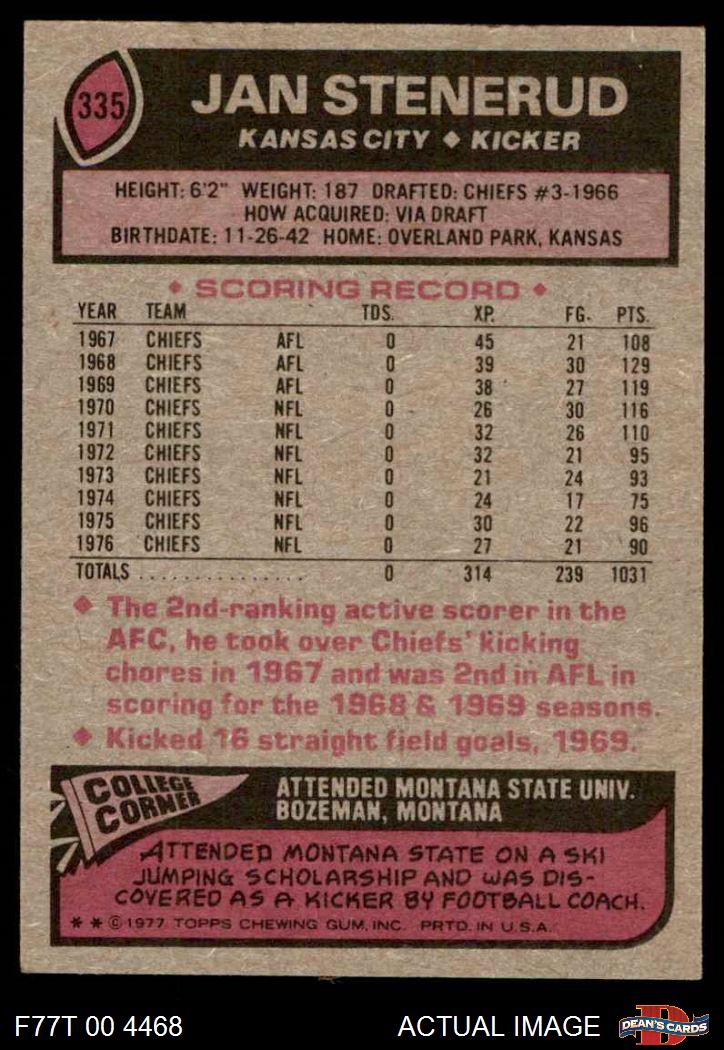 335
JAN STENERUD
KANSAS CITY ◆ KICKER
HEIGHT: 6'2" WEIGHT: 187 DRAFTED: CHIEFS #3-1966
HOW ACQUIRED: VIA DRAFT
BIRTHDATE: 11-26-42 HOME: OVERLAND PARK, KANSAS
◆ SCORING RECORD ◆
YEAR TEAM TDS. XP. FG. PTS.
1967 CHIEFS AFL 0 45 21 108
1968 CHIEFS AFL 0 39 30 129
1969 CHIEFS AFL 0 38 27 119
1970 CHIEFS NFL 0 26 30 116
1971 CHIEFS NFL 0 32 26 110
1972 CHIEFS NFL 0 32 21 95
1973 CHIEFS NFL 0 21 24 93
1974 CHIEFS NFL 0 24 17 75
1975 CHIEFS NFL 0 30 22 96
1976 CHIEFS NFL 0 27 21 90
TOTALS . . . . . . . . . . . . . . . 0 314 239 1031
◆ The 2nd-ranking active scorer in the
AFC, he took over Chiefs' kicking
chores in 1967 and was 2nd in AFL in
scoring for the 1968 & 1969 seasons.
◆ Kicked 16 straight field goals, 1969.
COLLEGE
CORNER
ATTENDED MONTANA STATE UNIV.
BOZEMAN, MONTANA
ATTENDED MONTANA STATE ON A SKI
JUMPING SCHOLARSHIP AND WAS DIS-
COVERED AS A KICKER BY FOOTBALL COACH.
* * © 1977 TOPPS CHEWING GUM, INC. PRTD. IN U.S.A.
F77T 00 4468
ACTUAL IMAGE
D
DEAN'S CARDS